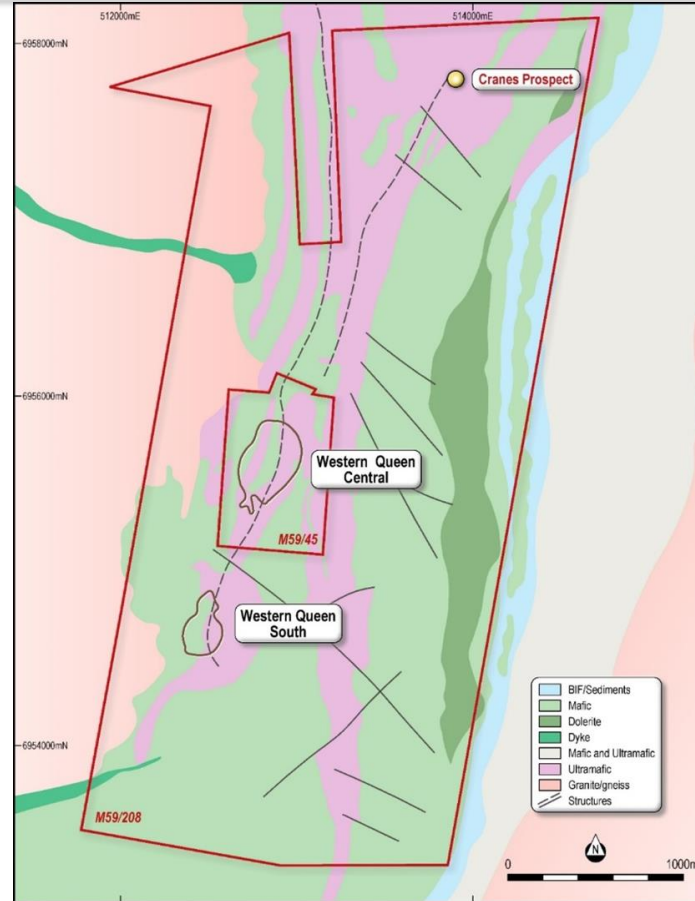 512000mE
514000mE
6958000mN
Cranes Prospect
6956000mN
Western Queen
Central
M59/45
Western Queen
South
BIF/Sediments
Mafic
Dolerite
Dyke
Mafic and Ultramafic
Ultramafic
Granite/gneiss
Structures
6954000mN
M59/208
N
0
1000m